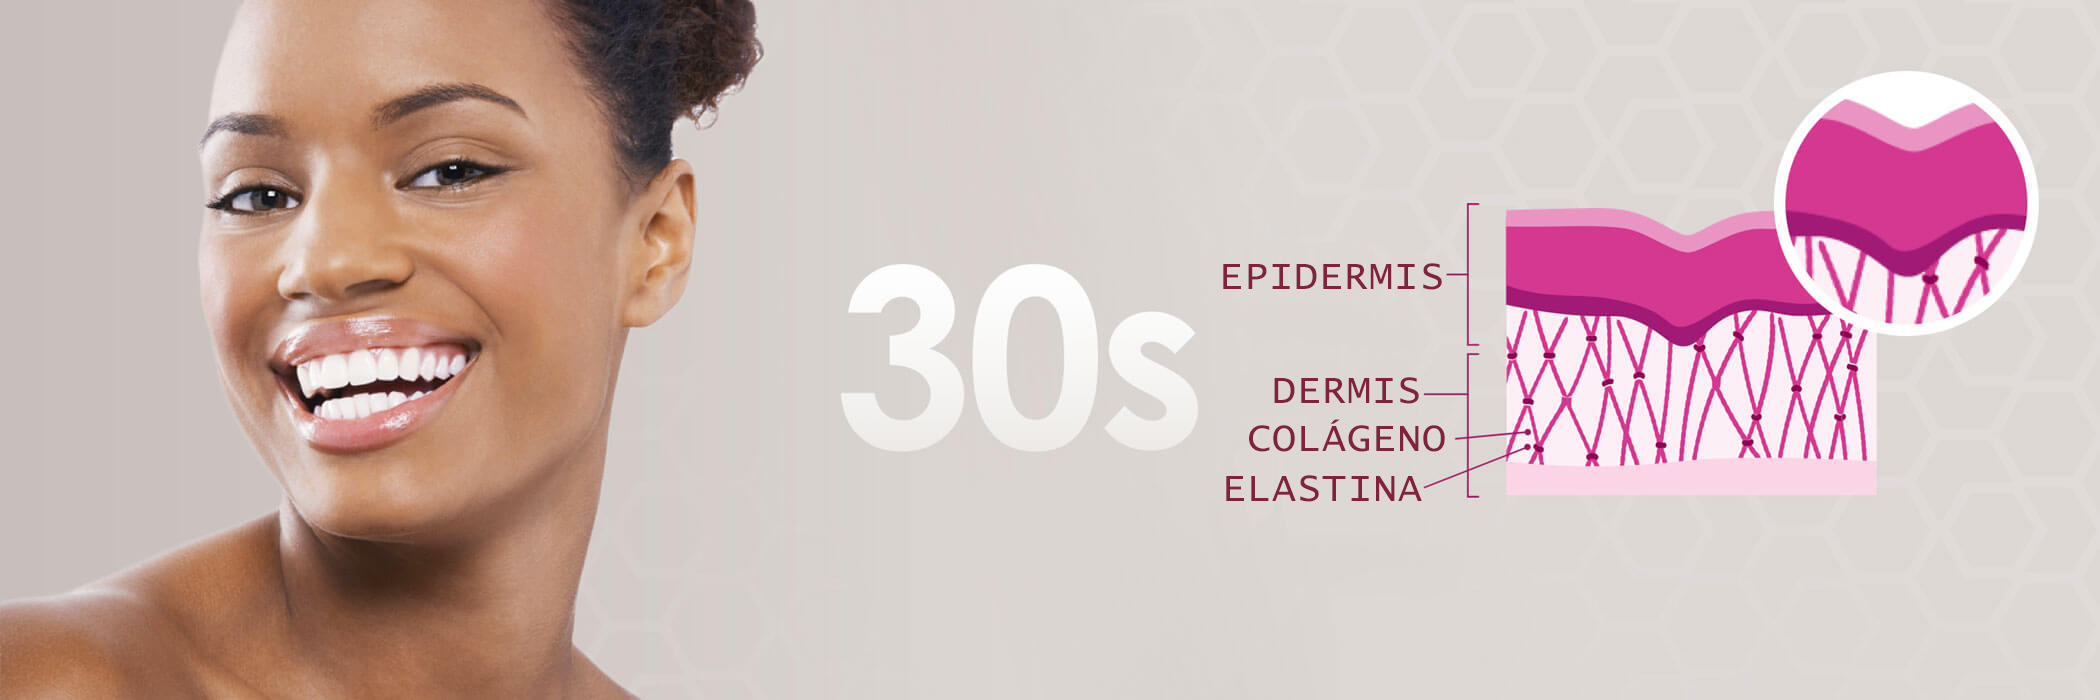 30s
EPIDERMIS
DERMIS
COLÁGENO
ELASTINA